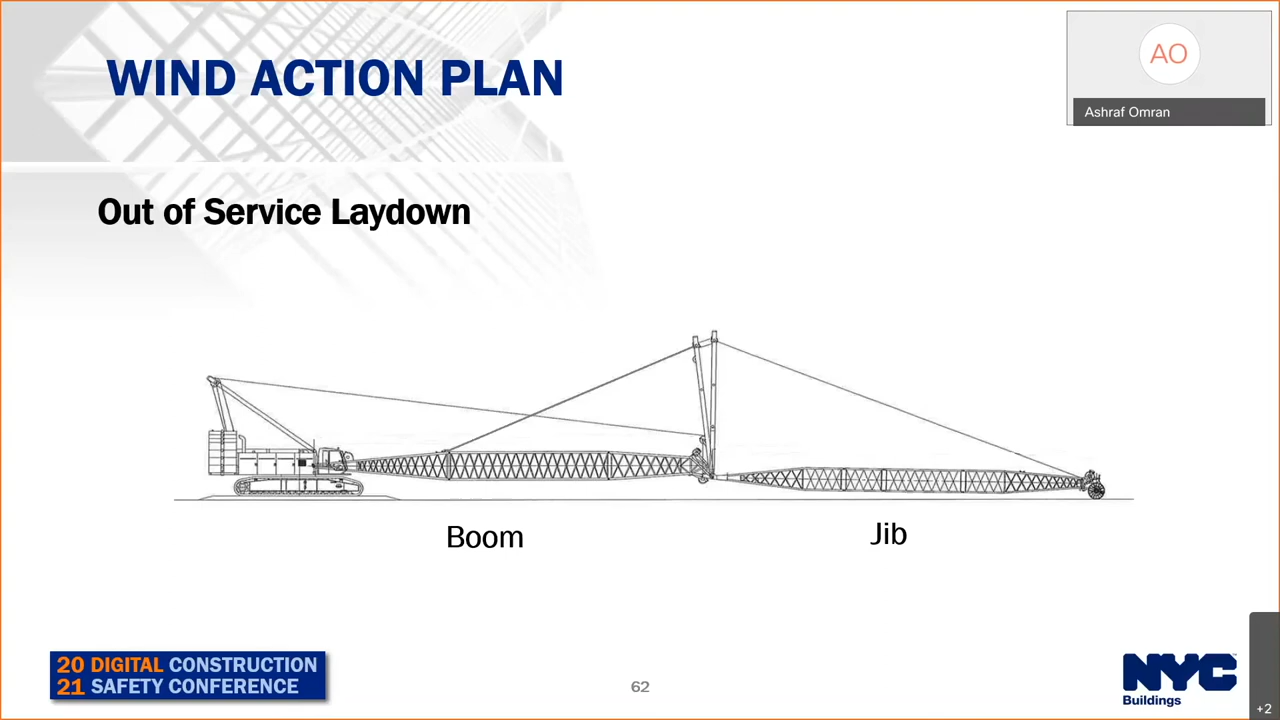 WIND ACTION PLAN
AO
Ashraf Omran
Out of Service Laydown
Boom
Jib
20 DIGITAL CONSTRUCTION
21 SAFETY CONFERENCE
62
NYC
Buildings
+2